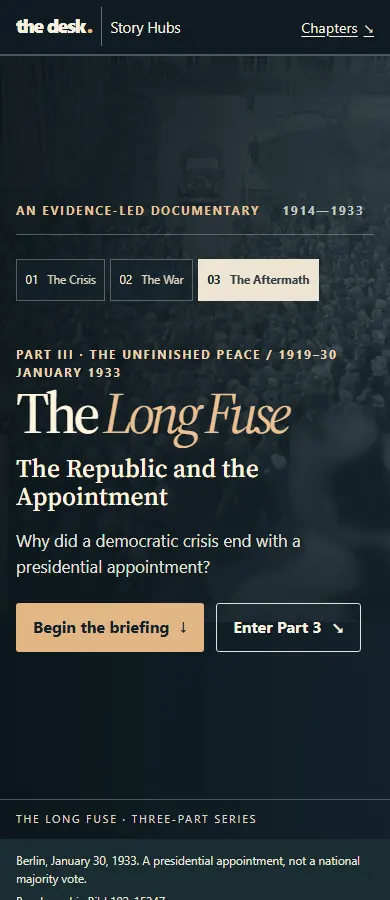 the desk.
Story Hubs
Chapters ↘
AN EVIDENCE-LED DOCUMENTARY 1914—1933
01 The Crisis
02 The War
03 The Aftermath
PART III · THE UNFINISHED PEACE / 1919–30
JANUARY 1933
The Long Fuse
The Republic and the
Appointment
Why did a democratic crisis end with a
presidential appointment?
Begin the briefing ↓
Enter Part 3 ↘
THE LONG FUSE · THREE-PART SERIES
Berlin, January 30, 1933. A presidential appointment, not a national
majority vote.